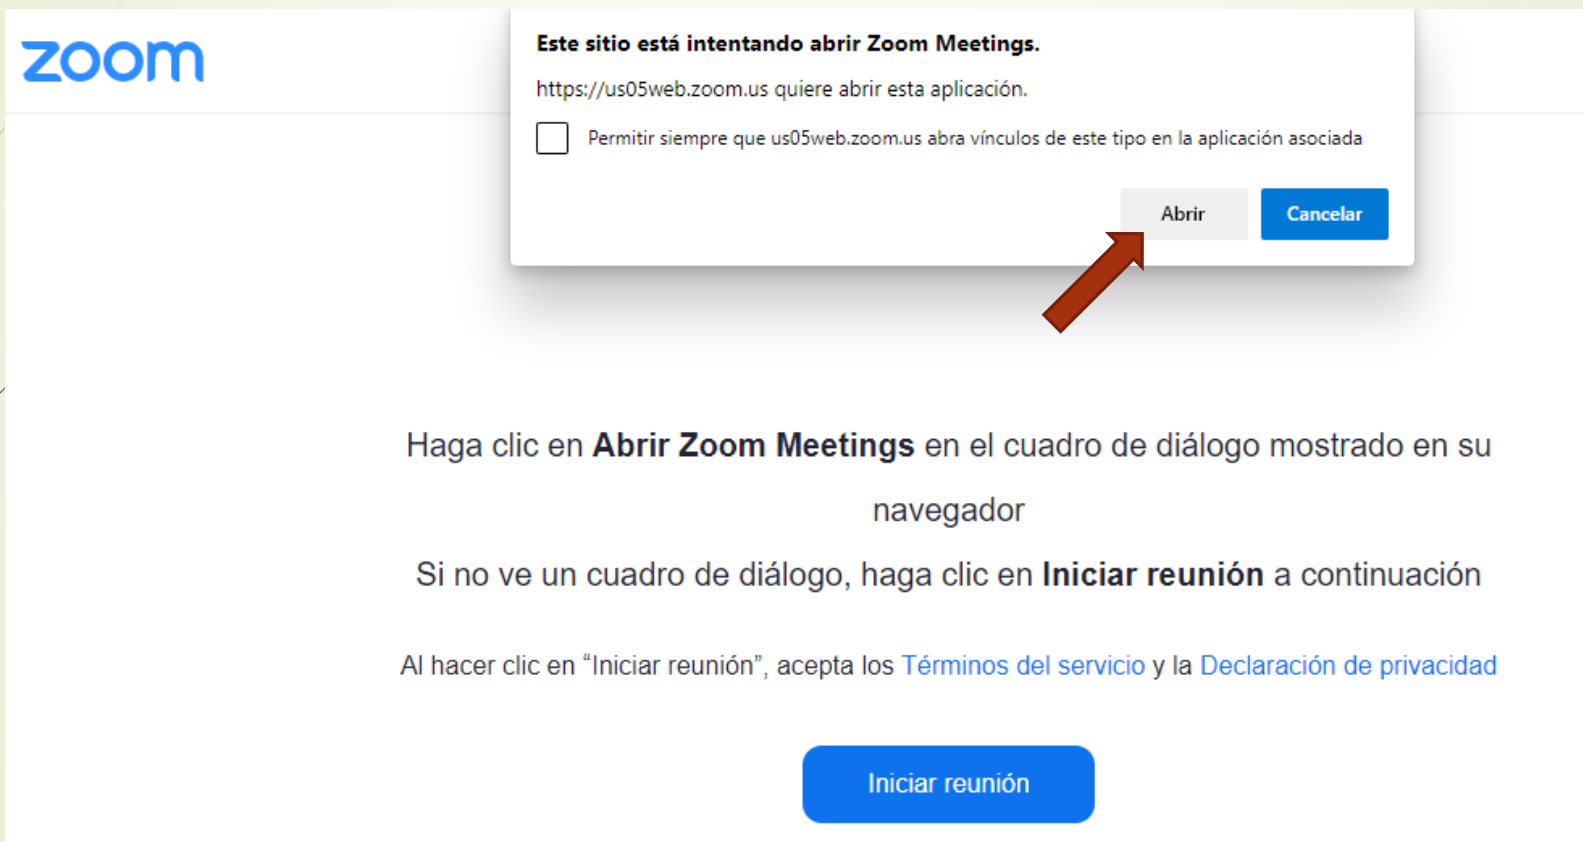 zoom
Este sitio está intentando abrir Zoom Meetings.
https://us05web.zoom.us quiere abrir esta aplicación.
Permitir siempre que us05web.zoom.us abra vínculos de este tipo en la aplicación asociada
Abrir
Cancelar
Haga clic en Abrir Zoom Meetings en el cuadro de diálogo mostrado en su
navegador
Si no ve un cuadro de diálogo, haga clic en Iniciar reunión a continuación
Al hacer clic en “Iniciar reunión”, acepta los Términos del servicio y la Declaración de privacidad
Iniciar reunión